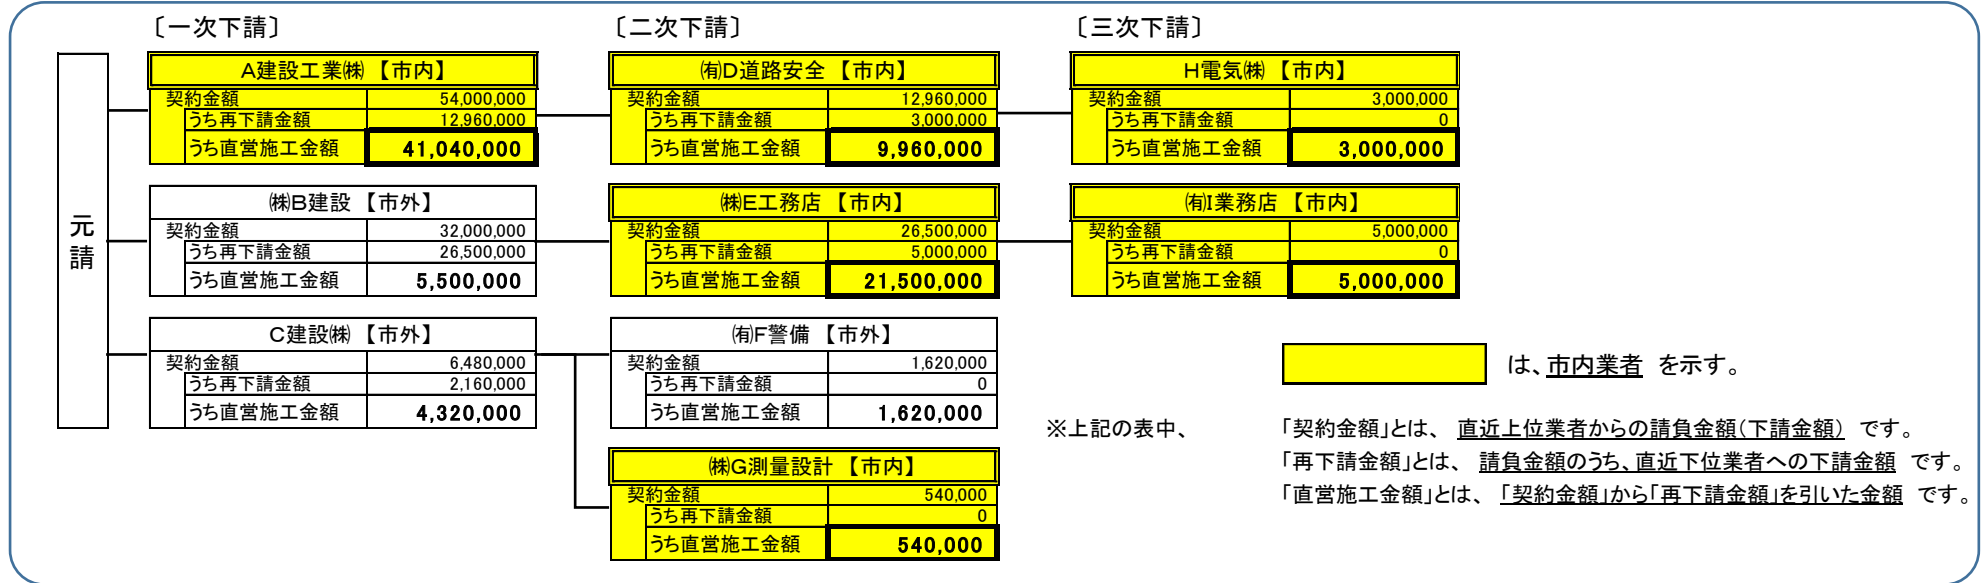 〔一次下請〕 〔二次下請〕 〔三次下請〕
元請
A建設工業㈱ 【市内】
契約金額 54,000,000
うち再下請金額 12,960,000
うち直営施工金額 41,040,000
㈲D道路安全 【市内】
契約金額 12,960,000
うち再下請金額 3,000,000
うち直営施工金額 9,960,000
H電気㈱ 【市内】
契約金額 3,000,000
うち再下請金額 0
うち直営施工金額 3,000,000
㈱B建設 【市外】
契約金額 32,000,000
うち再下請金額 26,500,000
うち直営施工金額 5,500,000
㈱E工務店 【市内】
契約金額 26,500,000
うち再下請金額 5,000,000
うち直営施工金額 21,500,000
㈲I業務店 【市内】
契約金額 5,000,000
うち再下請金額 0
うち直営施工金額 5,000,000
C建設㈱ 【市外】
契約金額 6,480,000
うち再下請金額 2,160,000
うち直営施工金額 4,320,000
㈲F警備 【市外】
契約金額 1,620,000
うち再下請金額 0
うち直営施工金額 1,620,000
㈱G測量設計 【市内】
契約金額 540,000
うち再下請金額 0
うち直営施工金額 540,000
は、市内業者 を示す。
※上記の表中、 「契約金額」とは、 直近上位業者からの請負金額(下請金額) です。
「再下請金額」とは、 請負金額のうち、直近下位業者への下請金額 です。
「直営施工金額」とは、 「契約金額」から「再下請金額」を引いた金額 です。